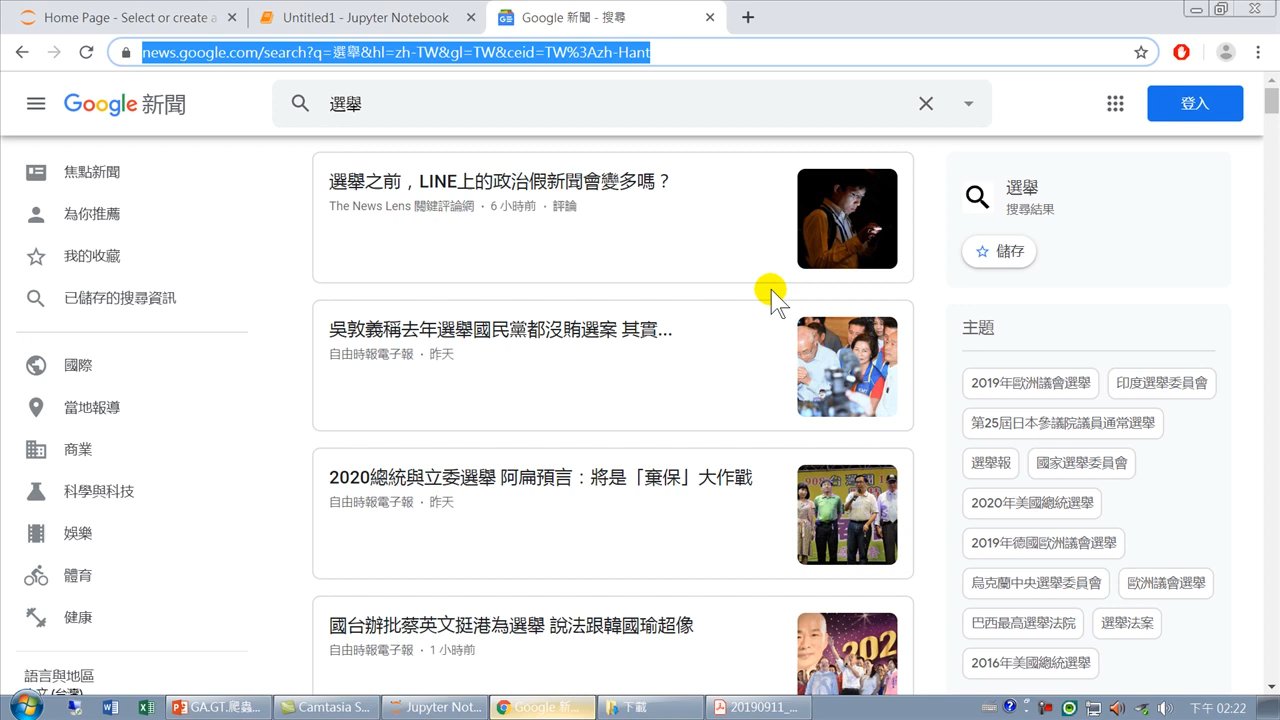 Home Page - Select or create a
Untitled1 - Jupyter Notebook
Google 新聞 - 搜尋
news.google.com/search?q=選舉&hl=zh-TW&gl=TW&ceid=TW%3Azh-Hant
Google 新聞
選舉
登入
焦點新聞
為你推薦
我的收藏
已儲存的搜尋資訊
國際
當地報導
商業
科學與科技
娛樂
體育
健康
語言與地區
選舉之前，LINE上的政治假新聞會變多嗎？
The News Lens 關鍵評論網・6 小時前・評論
吳敦義稱去年選舉國民黨都沒賄選案 其實...
自由時報電子報・昨天
2020總統與立委選舉 阿扁預言：將是「棄保」大作戰
自由時報電子報・昨天
國台辦批蔡英文挺港為選舉 說法跟韓國瑜超像
自由時報電子報・1 小時前
選舉
搜尋結果
儲存
主題
2019年歐洲議會選舉
印度選舉委員會
第25屆日本參議院議員通常選舉
選舉報
國家選舉委員會
2020年美國總統選舉
2019年德國歐洲議會選舉
烏克蘭中央選舉委員會
歐洲議會選舉
巴西最高選舉法院
選舉法案
2016年美國總統選舉
GA.GT.爬蟲...
Camtasia S...
Jupyter Not...
Google 新...
下載
20190911_...
下午 02:22